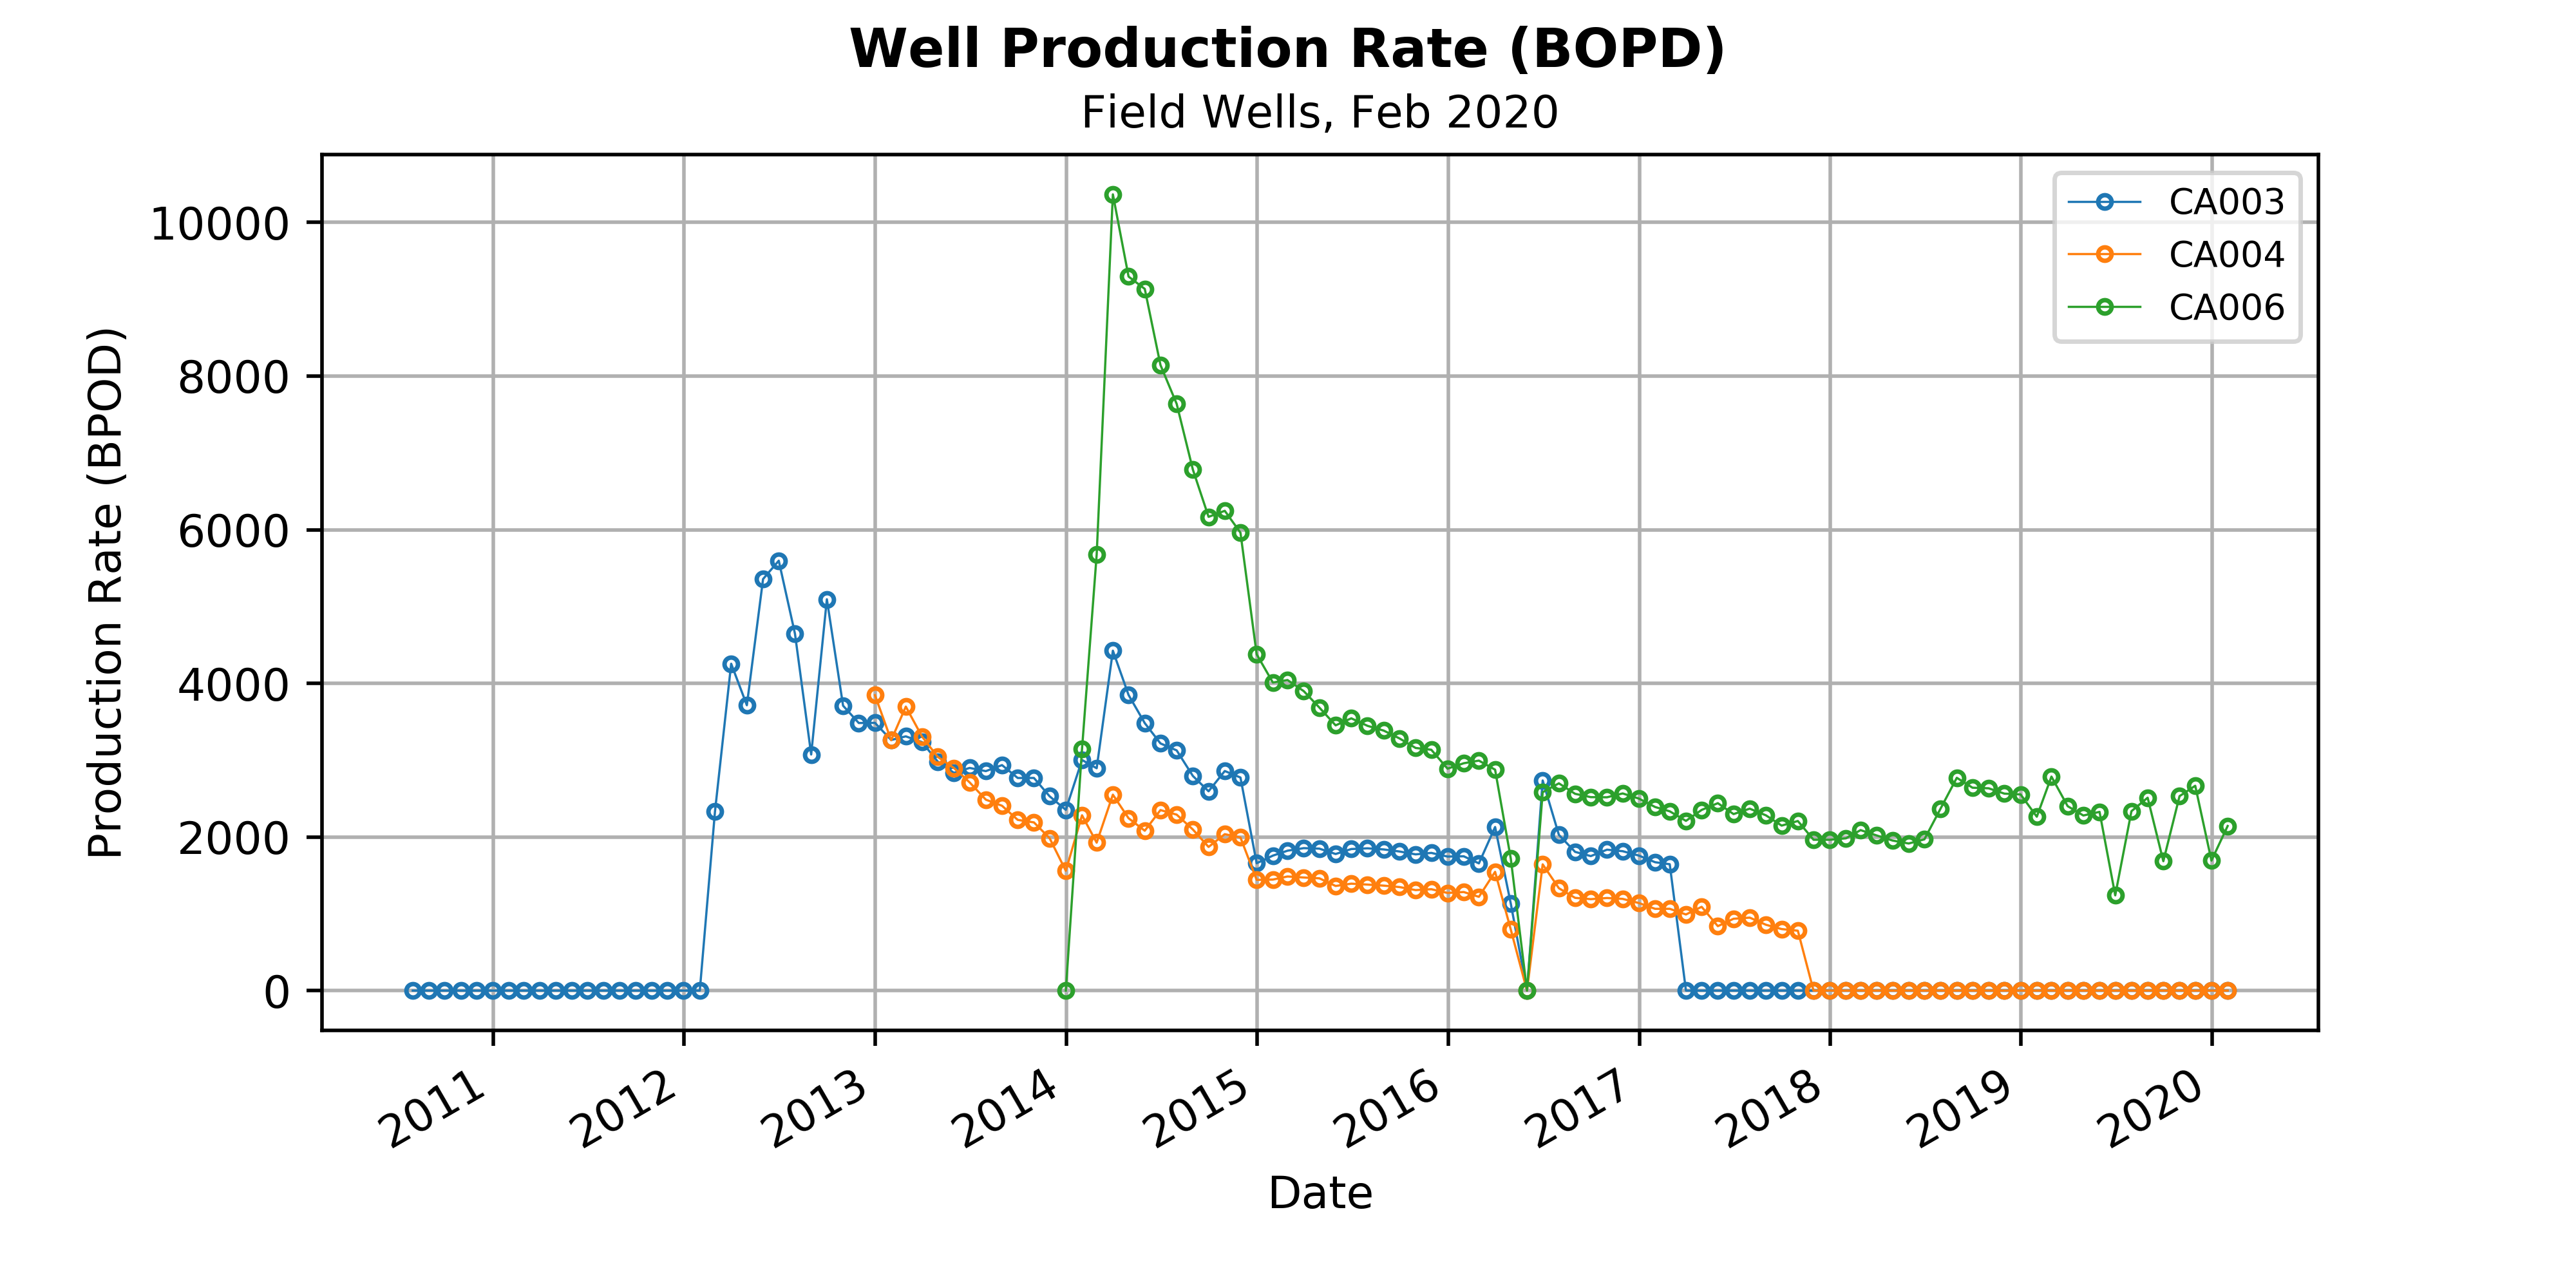 Well Production Rate (BOPD)
Field Wells, Feb 2020
Production Rate (BPOD)
10000
8000
6000
4000
2000
0
CA003
CA004
CA006
2011
2012
2013
2014
2015
2016
2017
2018
2019
2020
Date